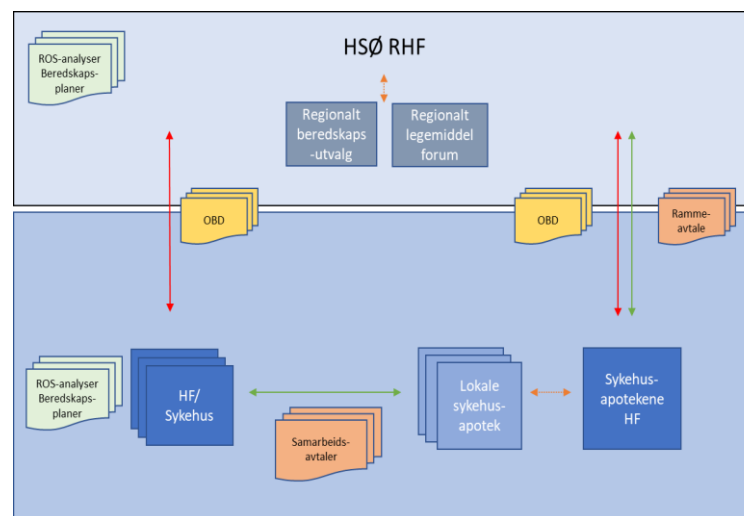 HSØ RHF
ROS-analyser
Beredskaps-
planer
Regionalt
beredskaps
-utvalg
Regionalt
legemiddel
forum
OBD
OBD
Ramme-
avtale
ROS-analyser
Beredskaps-
planer
HF/
Sykehus
Samarbeids-
avtaler
Lokale
sykehus-
apotek
Sykehus-
apotekene
HF